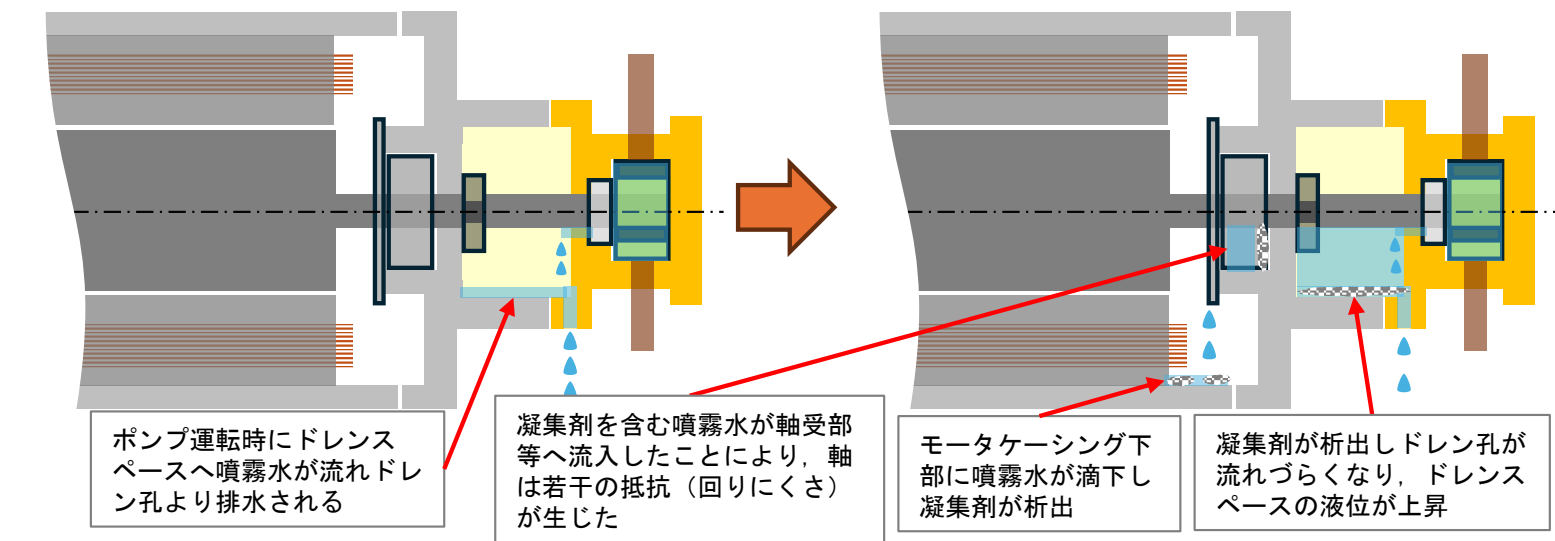 ポンプ運転時にドレンス
ペースへ噴霧水が流れドレ
ン孔より排水される
凝集剤を含む噴霧水が軸受部
等へ流入したことにより，軸
は若干の抵抗（回りにくさ）
が生じた
モータケーシング下
部に噴霧水が滴下し
凝集剤が析出
凝集剤が析出しドレン孔が
流れづらくなり，ドレンス
ペースの液位が上昇